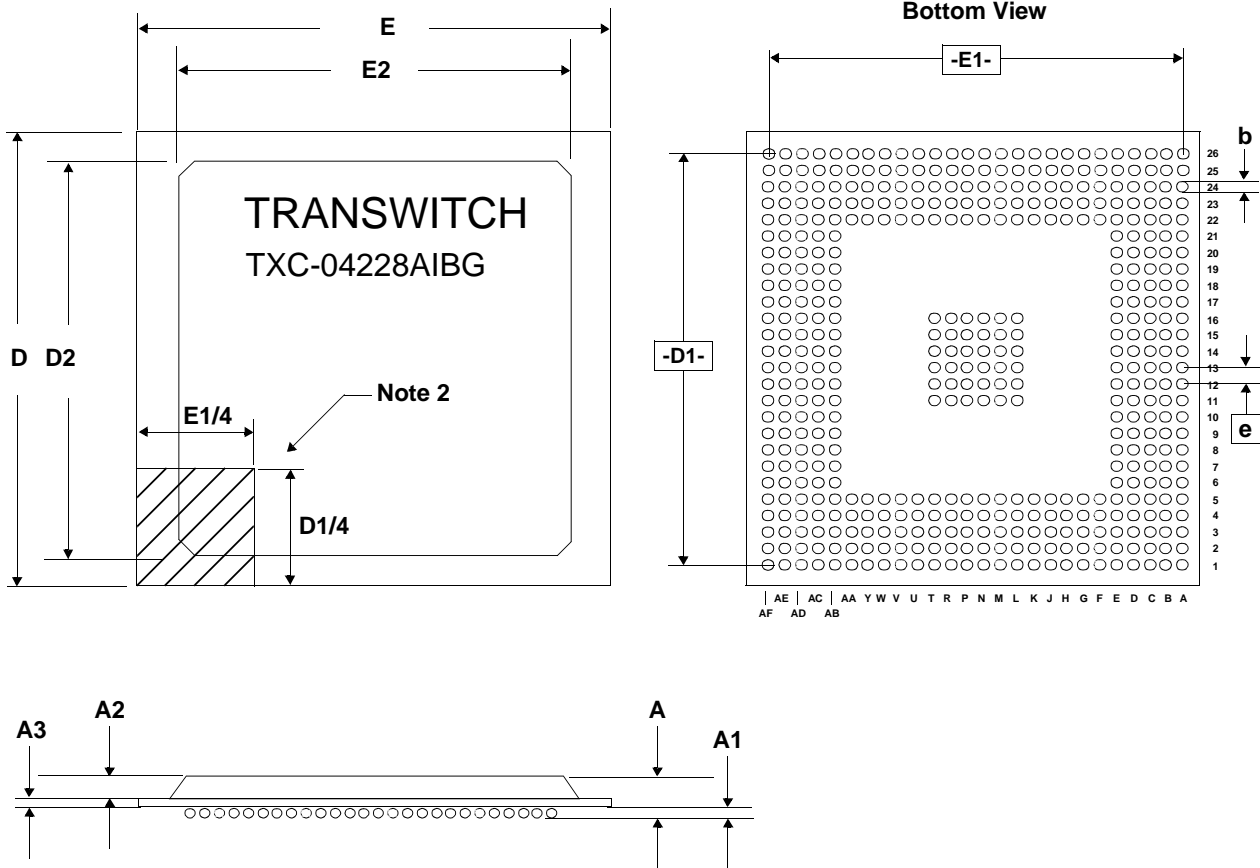 Bottom View
E
E2
-E1-
b
D
D2
TRANSWITCH
TXC-04228AIBG
Note 2
E1/4
D1/4
-D1-
e
26
25
24
23
22
21
20
19
18
17
16
15
14
13
12
11
10
9
8
7
6
5
4
3
2
1
AE AC AA Y W V U T R P N M L K J H G F E D C B A
AF AD AB
A3
A2
A
A1